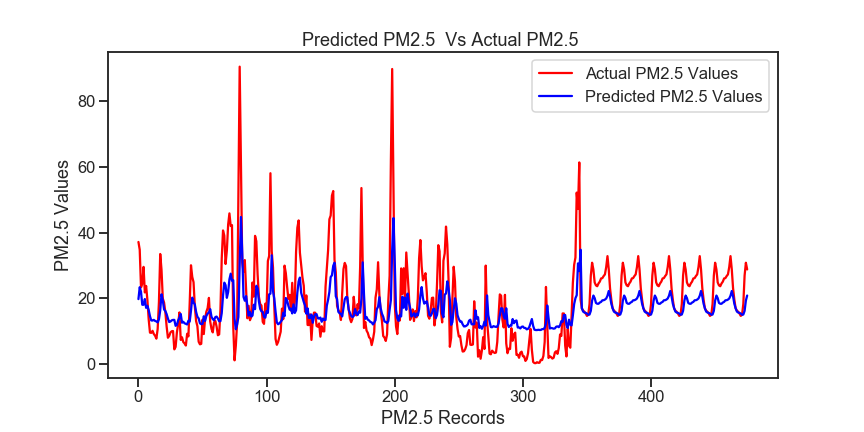 Predicted PM2.5  Vs Actual PM2.5
Actual PM2.5 Values
Predicted PM2.5 Values
PM2.5 Values
80
60
40
20
0
0 100 200 300 400
PM2.5 Records